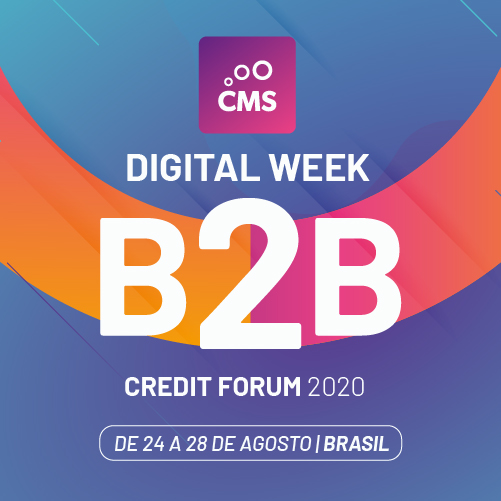 CMS
DIGITAL WEEK
B2B
CREDIT FORUM 2020
DE 24 A 28 DE AGOSTO | BRASIL